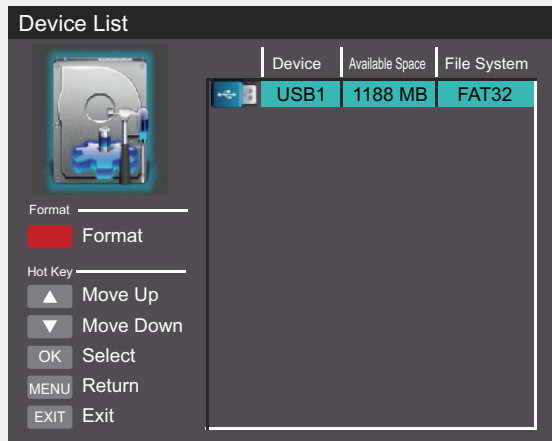 Device List
Device Available Space File System
USB1 1188 MB FAT32
Format
Format
Hot Key
Move Up
Move Down
OK Select
MENU Return
EXIT Exit